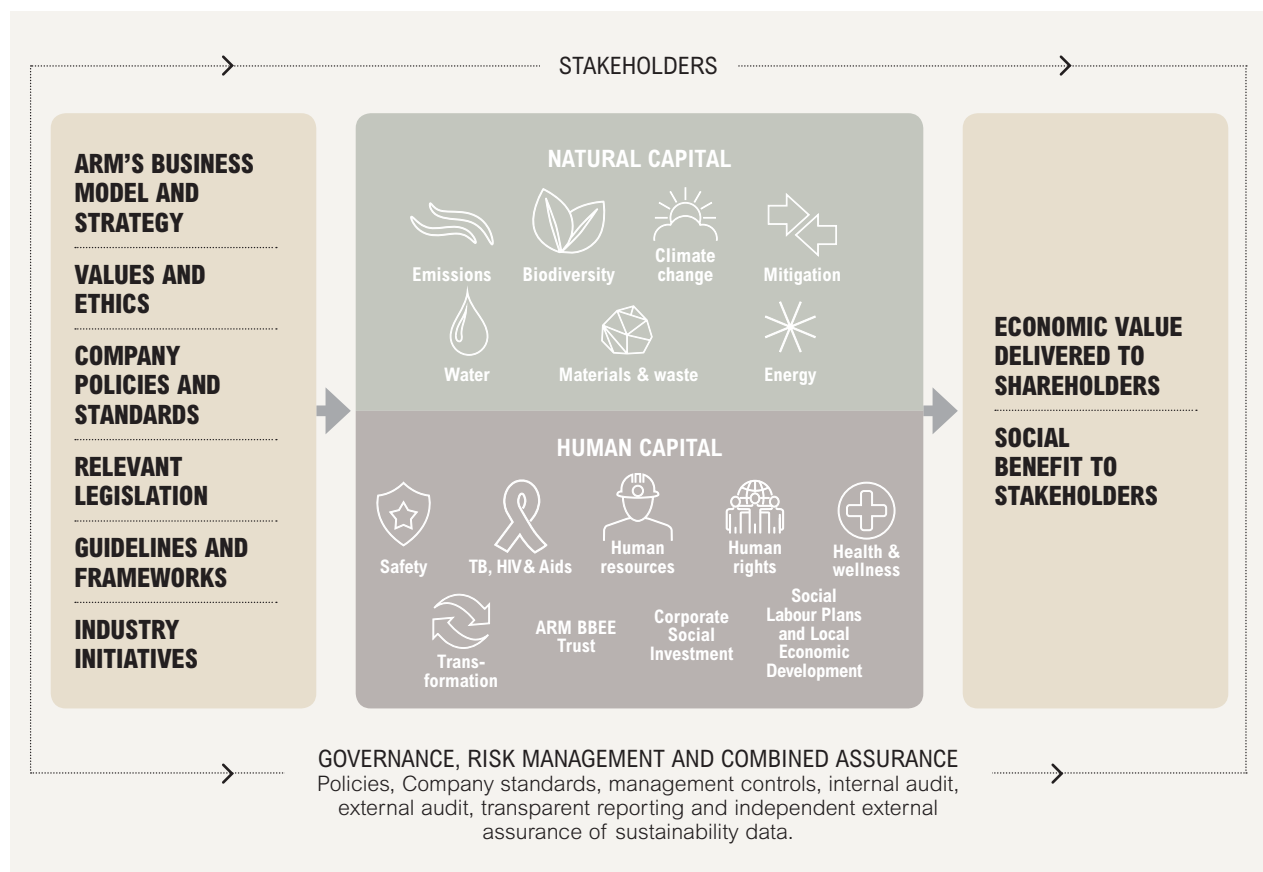 STAKEHOLDERS
ARM’S BUSINESS
MODEL AND
STRATEGY
VALUES AND
ETHICS
COMPANY
POLICIES AND
STANDARDS
RELEVANT
LEGISLATION
GUIDELINES AND
FRAMEWORKS
INDUSTRY
INITIATIVES
NATURAL CAPITAL
Emissions
Biodiversity
Climate
change
Mitigation
Water
Materials & waste
Energy
HUMAN CAPITAL
Safety
TB, HIV & Aids
Human
resources
Human
rights
Health &
wellness
Trans-
formation
ARM BBEE
Trust
Corporate
Social
Investment
Social
Labour Plans
and Local
Economic
Development
ECONOMIC VALUE
DELIVERED TO
SHAREHOLDERS
SOCIAL
BENEFIT TO
STAKEHOLDERS
GOVERNANCE, RISK MANAGEMENT AND COMBINED ASSURANCE
Policies, Company standards, management controls, internal audit,
external audit, transparent reporting and independent external
assurance of sustainability data.